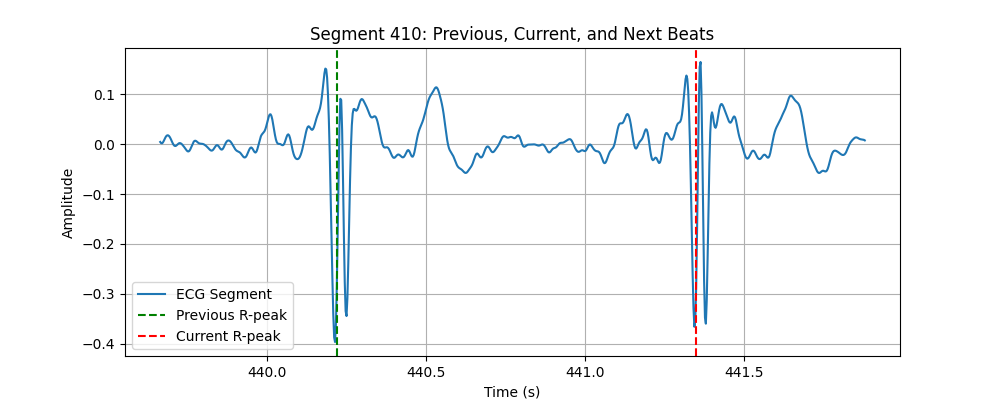 Segment 410: Previous, Current, and Next Beats
Amplitude
0.1
0.0
−0.1
−0.2
−0.3
−0.4
ECG Segment
Previous R-peak
Current R-peak
440.0 440.5 441.0 441.5
Time (s)